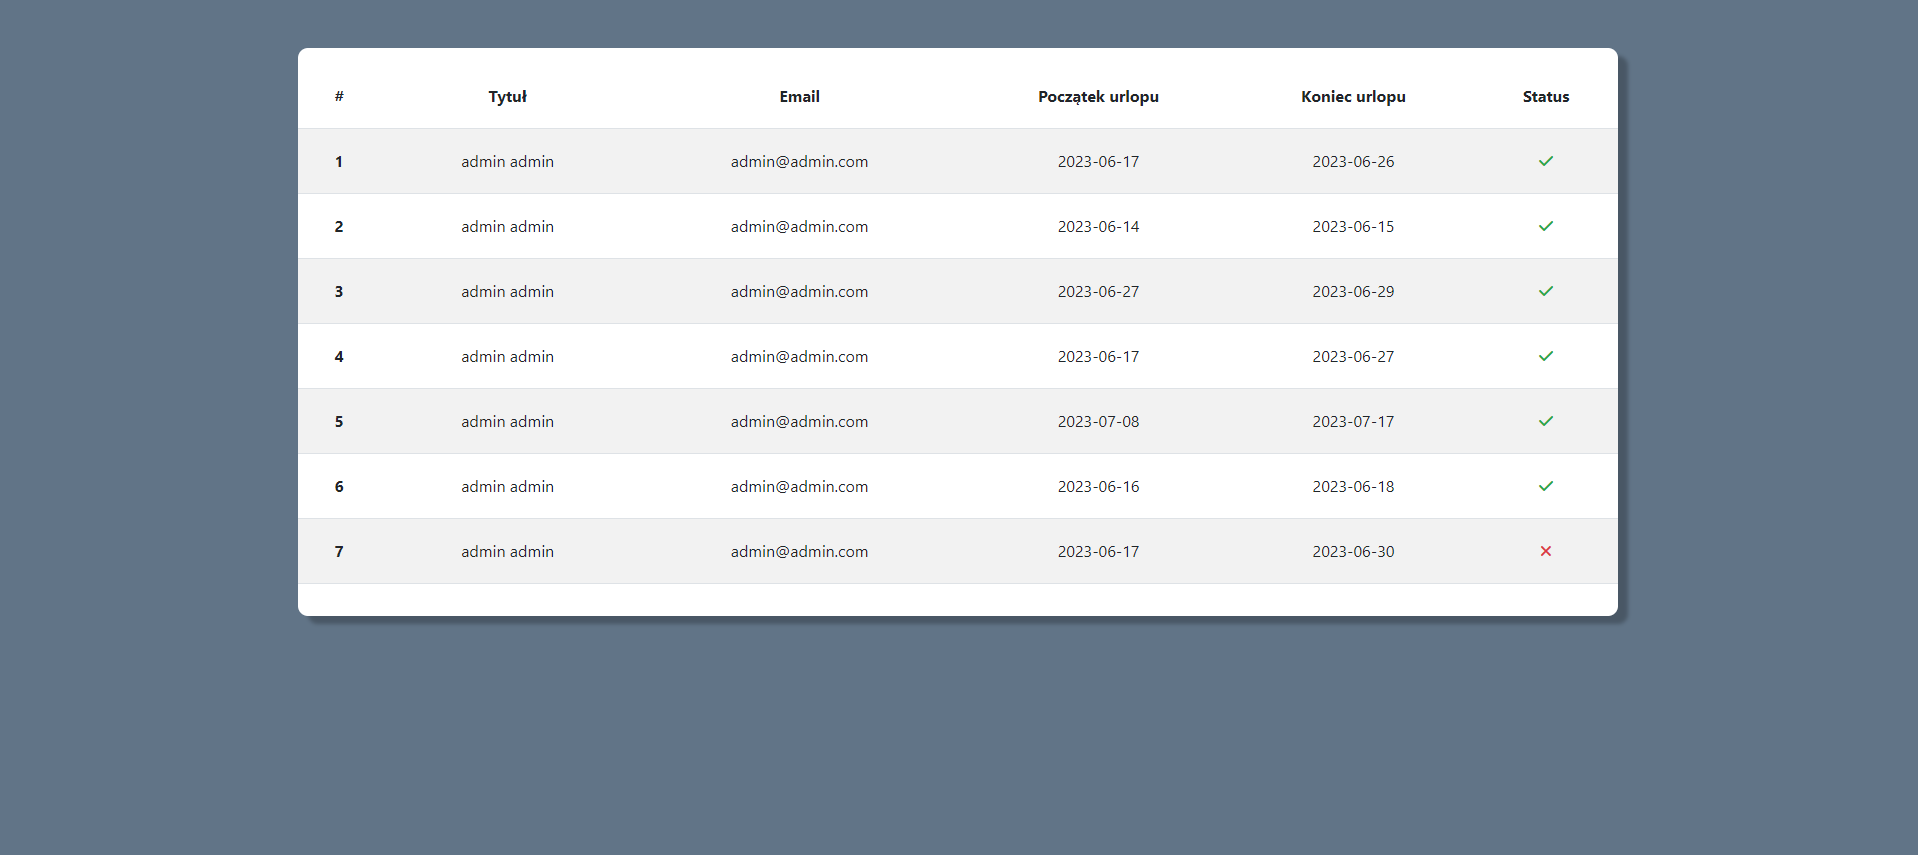 # Tytuł Email Początek urlopu Koniec urlopu Status
1 admin admin admin@admin.com 2023-06-17 2023-06-26
2 admin admin admin@admin.com 2023-06-14 2023-06-15
3 admin admin admin@admin.com 2023-06-27 2023-06-29
4 admin admin admin@admin.com 2023-06-17 2023-06-27
5 admin admin admin@admin.com 2023-07-08 2023-07-17
6 admin admin admin@admin.com 2023-06-16 2023-06-18
7 admin admin admin@admin.com 2023-06-17 2023-06-30